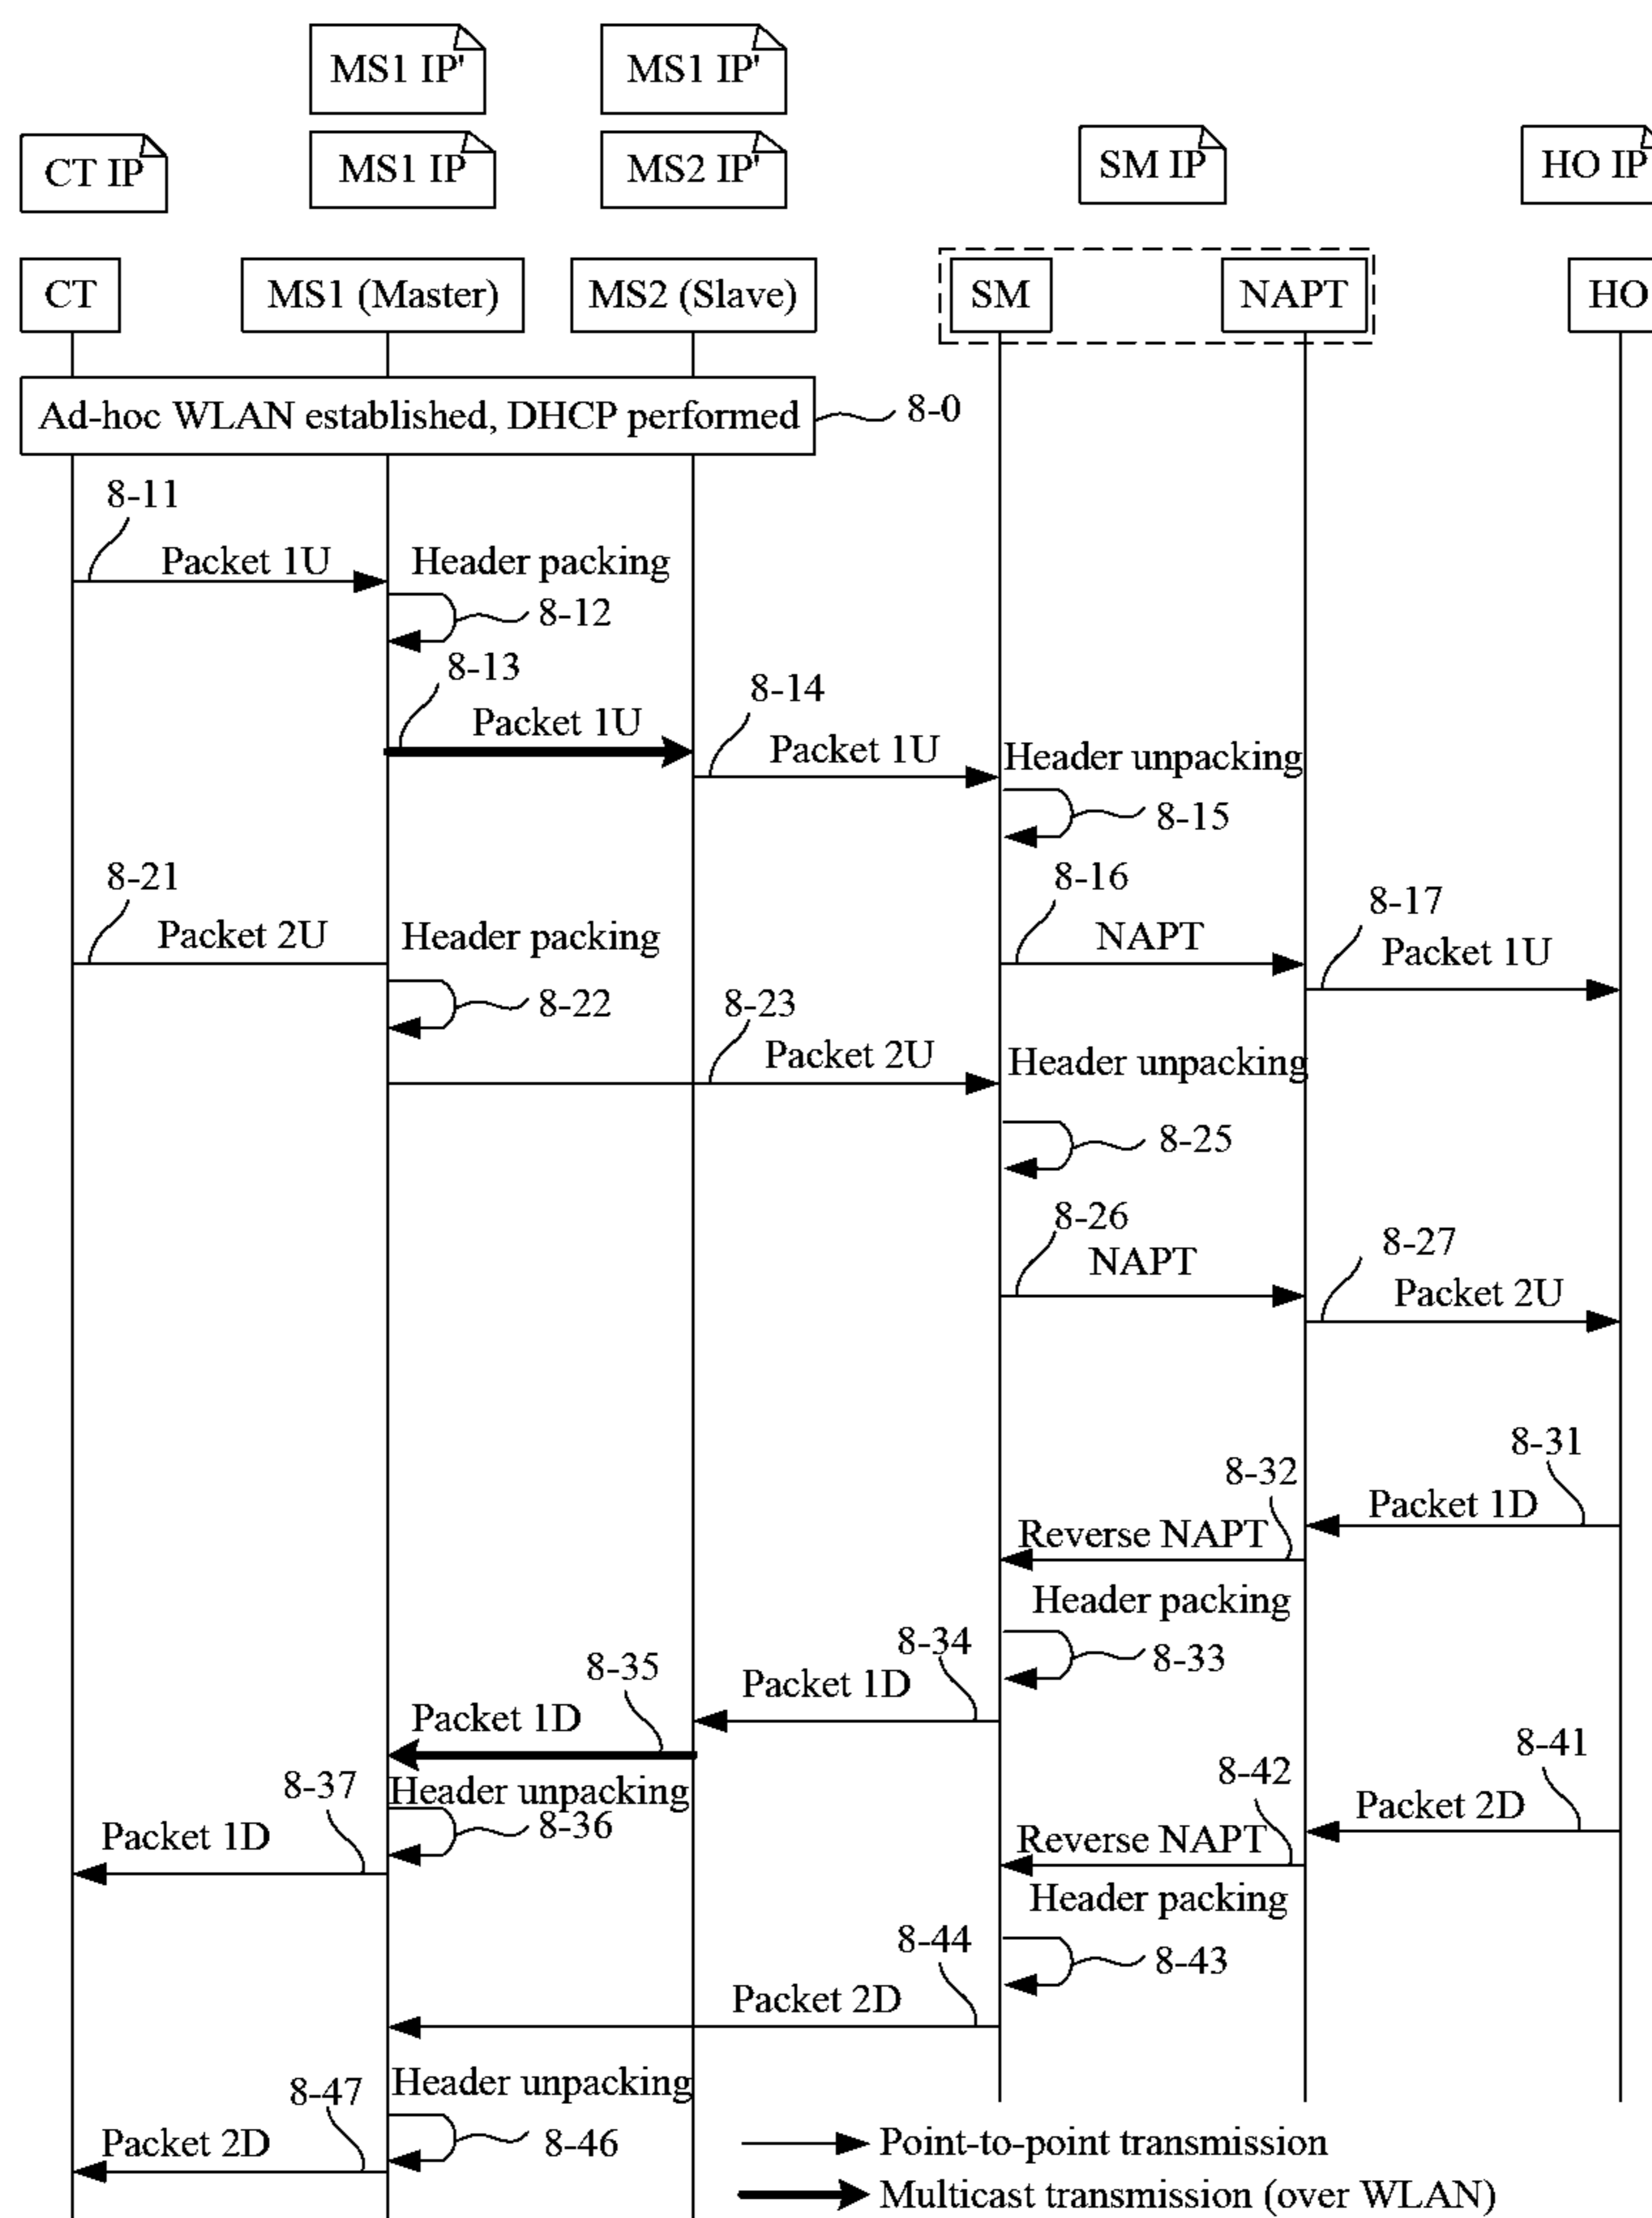 MS1 IP'
MS1 IP'
CT IP
MS1 IP
MS2 IP'
SM IP
HO IP
CT
MS1 (Master)
MS2 (Slave)
SM
NAPT
HO
Ad-hoc WLAN established, DHCP performed
8-0
8-11
Packet 1U
Header packing
8-12
8-13
Packet 1U
8-14
Packet 1U
Header unpacking
8-15
8-21
Packet 2U
Header packing
8-16
NAPT
8-17
Packet 1U
8-22
8-23
Packet 2U
Header unpacking
8-25
8-26
NAPT
8-27
Packet 2U
8-31
Packet 1D
8-32
Reverse NAPT
Header packing
8-33
8-34
Packet 1D
8-35
Packet 1D
Header unpacking
8-36
8-37
Packet 1D
8-41
Packet 2D
8-42
Reverse NAPT
Header packing
8-43
8-44
Packet 2D
Header unpacking
8-46
8-47
Packet 2D
Point-to-point transmission
Multicast transmission (over WLAN)